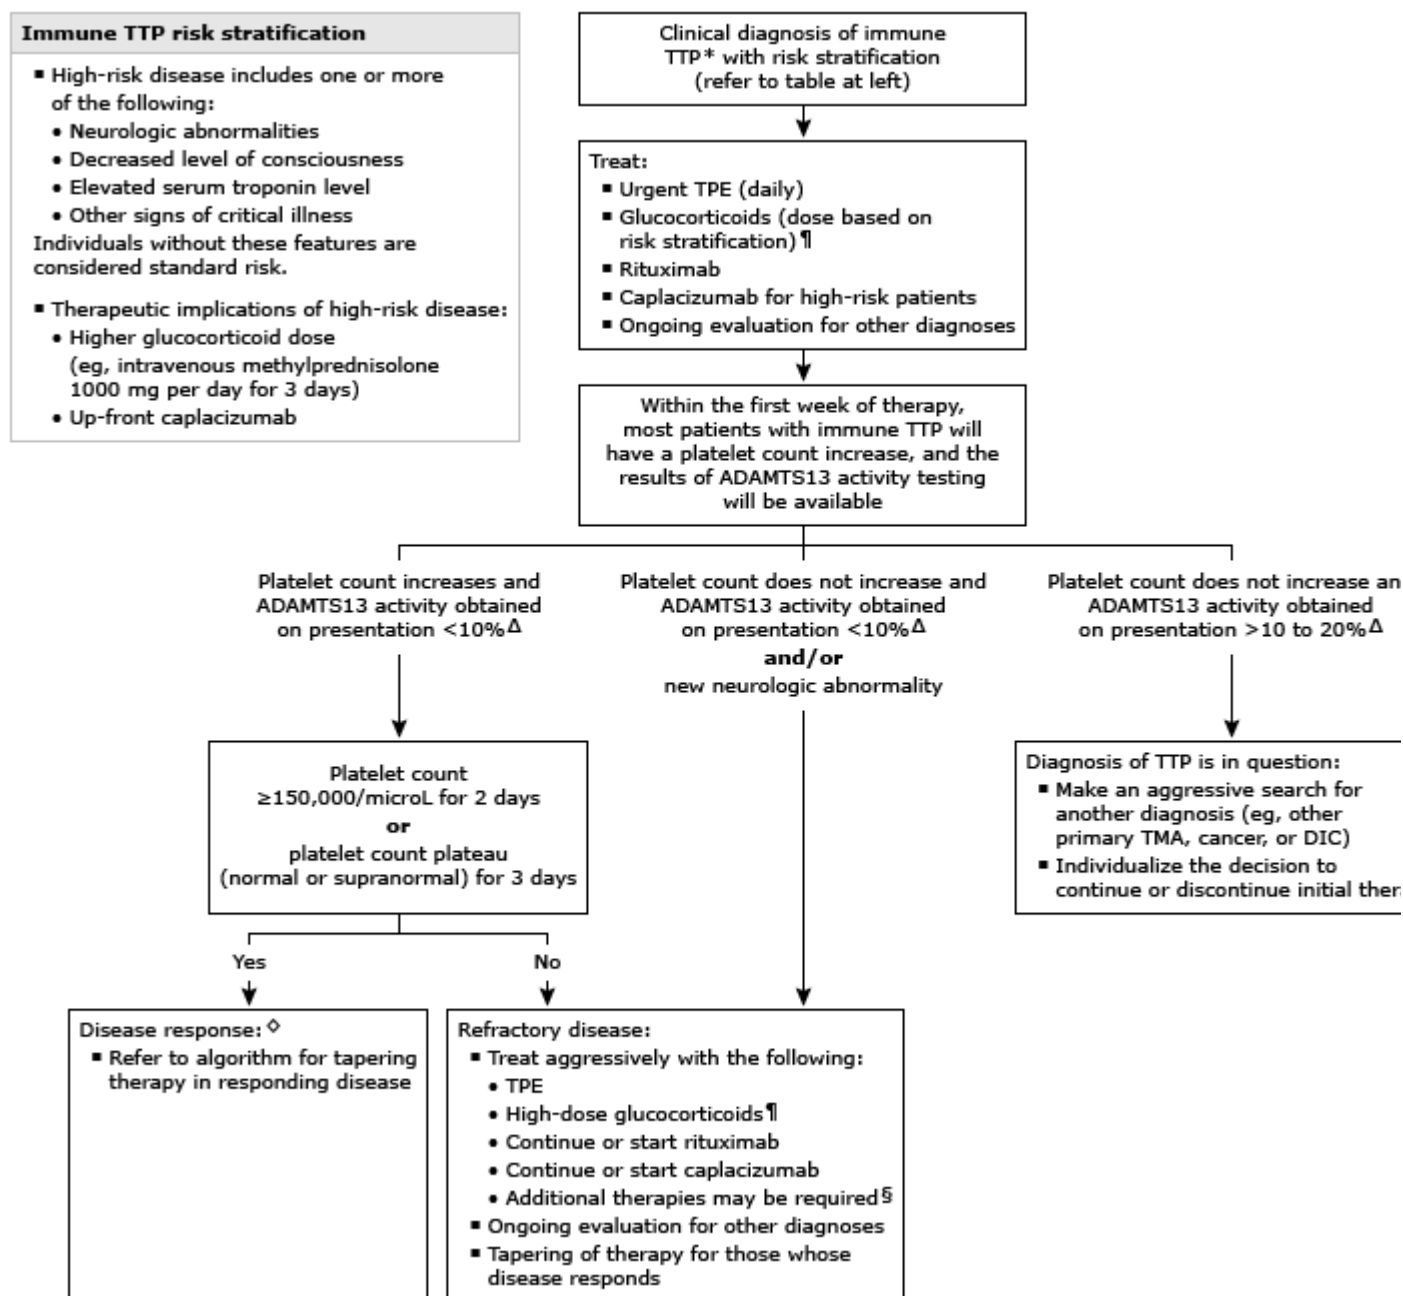 Immune TTP risk stratification
▪ High-risk disease includes one or more
of the following:
• Neurologic abnormalities
• Decreased level of consciousness
• Elevated serum troponin level
• Other signs of critical illness
Individuals without these features are
considered standard risk.
▪ Therapeutic implications of high-risk disease:
• Higher glucocorticoid dose
(eg, intravenous methylprednisolone
1000 mg per day for 3 days)
• Up-front caplacizumab
Clinical diagnosis of immune
TTP* with risk stratification
(refer to table at left)
Treat:
▪ Urgent TPE (daily)
▪ Glucocorticoids (dose based on
risk stratification)¶
▪ Rituximab
▪ Caplacizumab for high-risk patients
▪ Ongoing evaluation for other diagnoses
Within the first week of therapy,
most patients with immune TTP will
have a platelet count increase, and the
results of ADAMTS13 activity testing
will be available
Platelet count increases and
ADAMTS13 activity obtained
on presentation <10%Δ
Platelet count does not increase and
ADAMTS13 activity obtained
on presentation <10%Δ
and/or
new neurologic abnormality
Platelet count does not increase an
ADAMTS13 activity obtained
on presentation >10 to 20%Δ
Platelet count
≥150,000/microL for 2 days
or
platelet count plateau
(normal or supranormal) for 3 days
Diagnosis of TTP is in question:
▪ Make an aggressive search for
another diagnosis (eg, other
primary TMA, cancer, or DIC)
▪ Individualize the decision to
continue or discontinue initial ther
Yes
No
Disease response:◇
▪ Refer to algorithm for tapering
therapy in responding disease
Refractory disease:
▪ Treat aggressively with the following:
• TPE
• High-dose glucocorticoids¶
• Continue or start rituximab
• Continue or start caplacizumab
• Additional therapies may be required§
▪ Ongoing evaluation for other diagnoses
▪ Tapering of therapy for those whose
disease responds